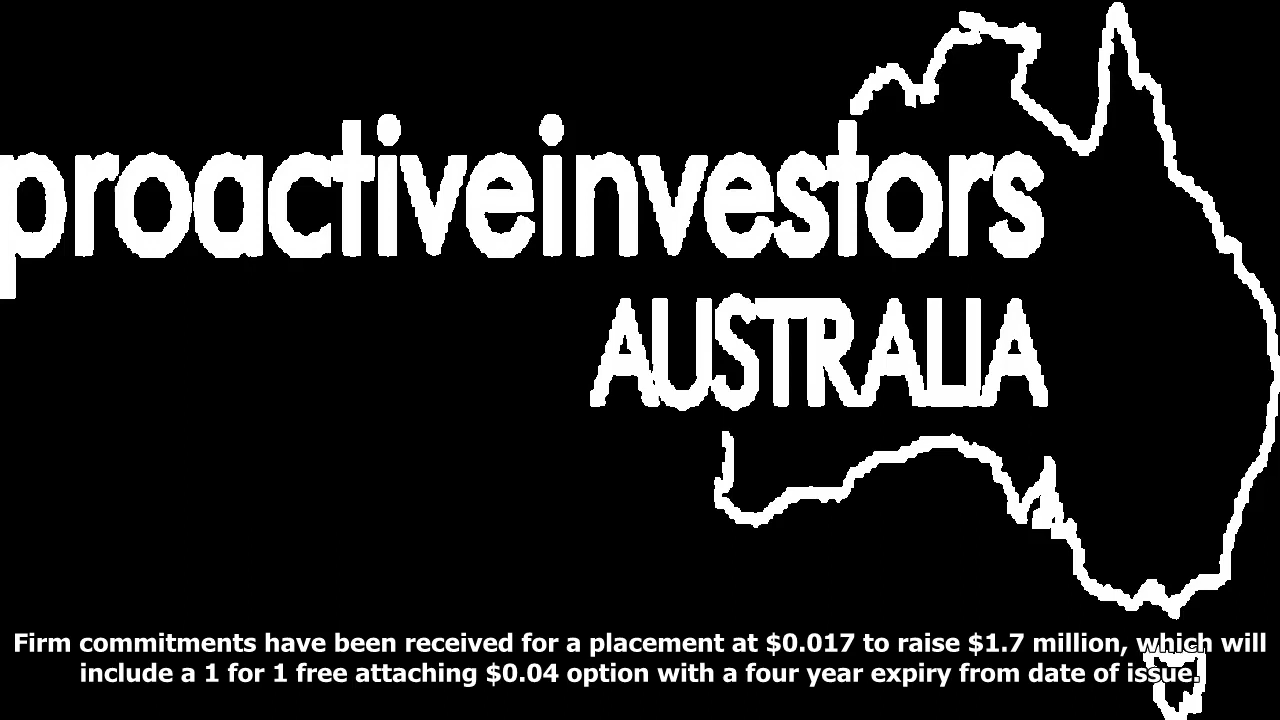 proactiveinvestors
AUSTRALIA
Firm commitments have been received for a placement at $0.017 to raise $1.7 million, which will
include a 1 for 1 free attaching $0.04 option with a four year expiry from date of issue.